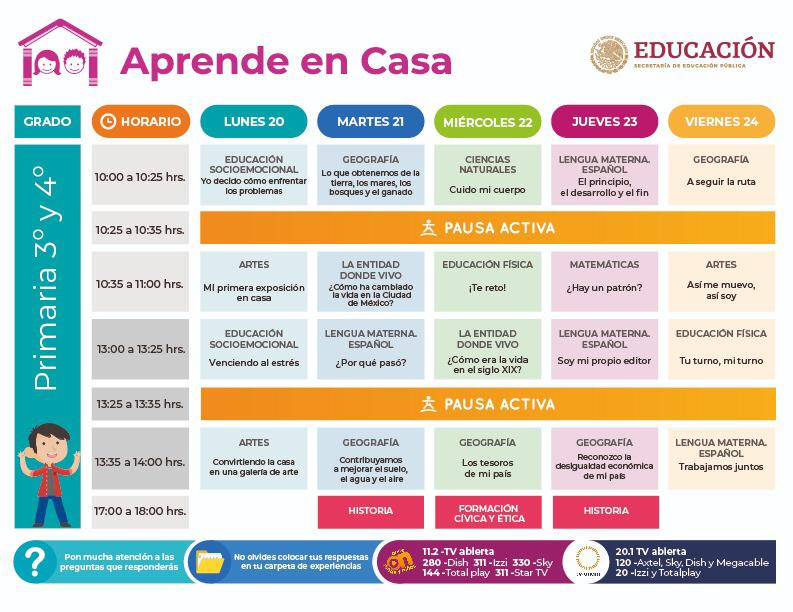 Aprende en Casa
EDUCACIÓN
SECRETARÍA DE EDUCACIÓN PÚBLICA
GRADO
HORARIO
LUNES 20
MARTES 21
MIÉRCOLES 22
JUEVES 23
VIERNES 24
Primaria 3° y 4°
10:00 a 10:25 hrs.
EDUCACIÓN
SOCIOEMOCIONAL
Yo decido cómo enfrentar
los problemas
GEOGRAFÍA
Lo que obtenemos de la
tierra, los mares, los
bosques y el ganado
CIENCIAS
NATURALES
Cuido mi cuerpo
LENGUA MATERNA.
ESPAÑOL
El principio,
el desarrollo y el fin
GEOGRAFÍA
A seguir la ruta
10:25 a 10:35 hrs.
PAUSA ACTIVA
10:35 a 11:00 hrs.
ARTES
MI primera exposición
en casa
LA ENTIDAD
DONDE VIVO
¿Cómo ha cambiado
la vida en la Ciudad
de México?
EDUCACIÓN FÍSICA
¡Te reto!
MATEMÁTICAS
¿Hay un patrón?
ARTES
Así me muevo,
así soy
13:00 a 13:25 hrs.
EDUCACIÓN
SOCIOEMOCIONAL
Venciendo al estrés
LENGUA MATERNA.
ESPAÑOL
¿Por qué pasó?
LA ENTIDAD
DONDE VIVO
¿Cómo era la vida
en el siglo XIX?
LENGUA MATERNA.
ESPAÑOL
Soy mi propio editor
EDUCACIÓN FÍSICA
Tu turno, mi turno
13:25 a 13:35 hrs.
PAUSA ACTIVA
13:35 a 14:00 hrs.
ARTES
Convirtiendo la casa
en una galería de arte
GEOGRAFÍA
Contribuyamos
a mejorar el suelo,
el agua y el aire
GEOGRAFÍA
Los tesoros
de mi país
GEOGRAFÍA
Reconozco la
desigualdad económica
de mi país
LENGUA MATERNA.
ESPAÑOL
Trabajamos juntos
17:00 a 18:00 hrs.
HISTORIA
FORMACIÓN
CÍVICA Y ÉTICA
HISTORIA
?
Pon mucha atención a las
preguntas que responderás
No olvides colocar tus respuestas
en tu carpeta de experiencias
11.2 -TV abierta
280 -Dish 311 -Izzi 330 -Sky
144 -Total play 311 -Star TV
20.1 TV abierta
120 -Axtel, Sky, Dish y Megacable
20 -Izzi y Totalplay